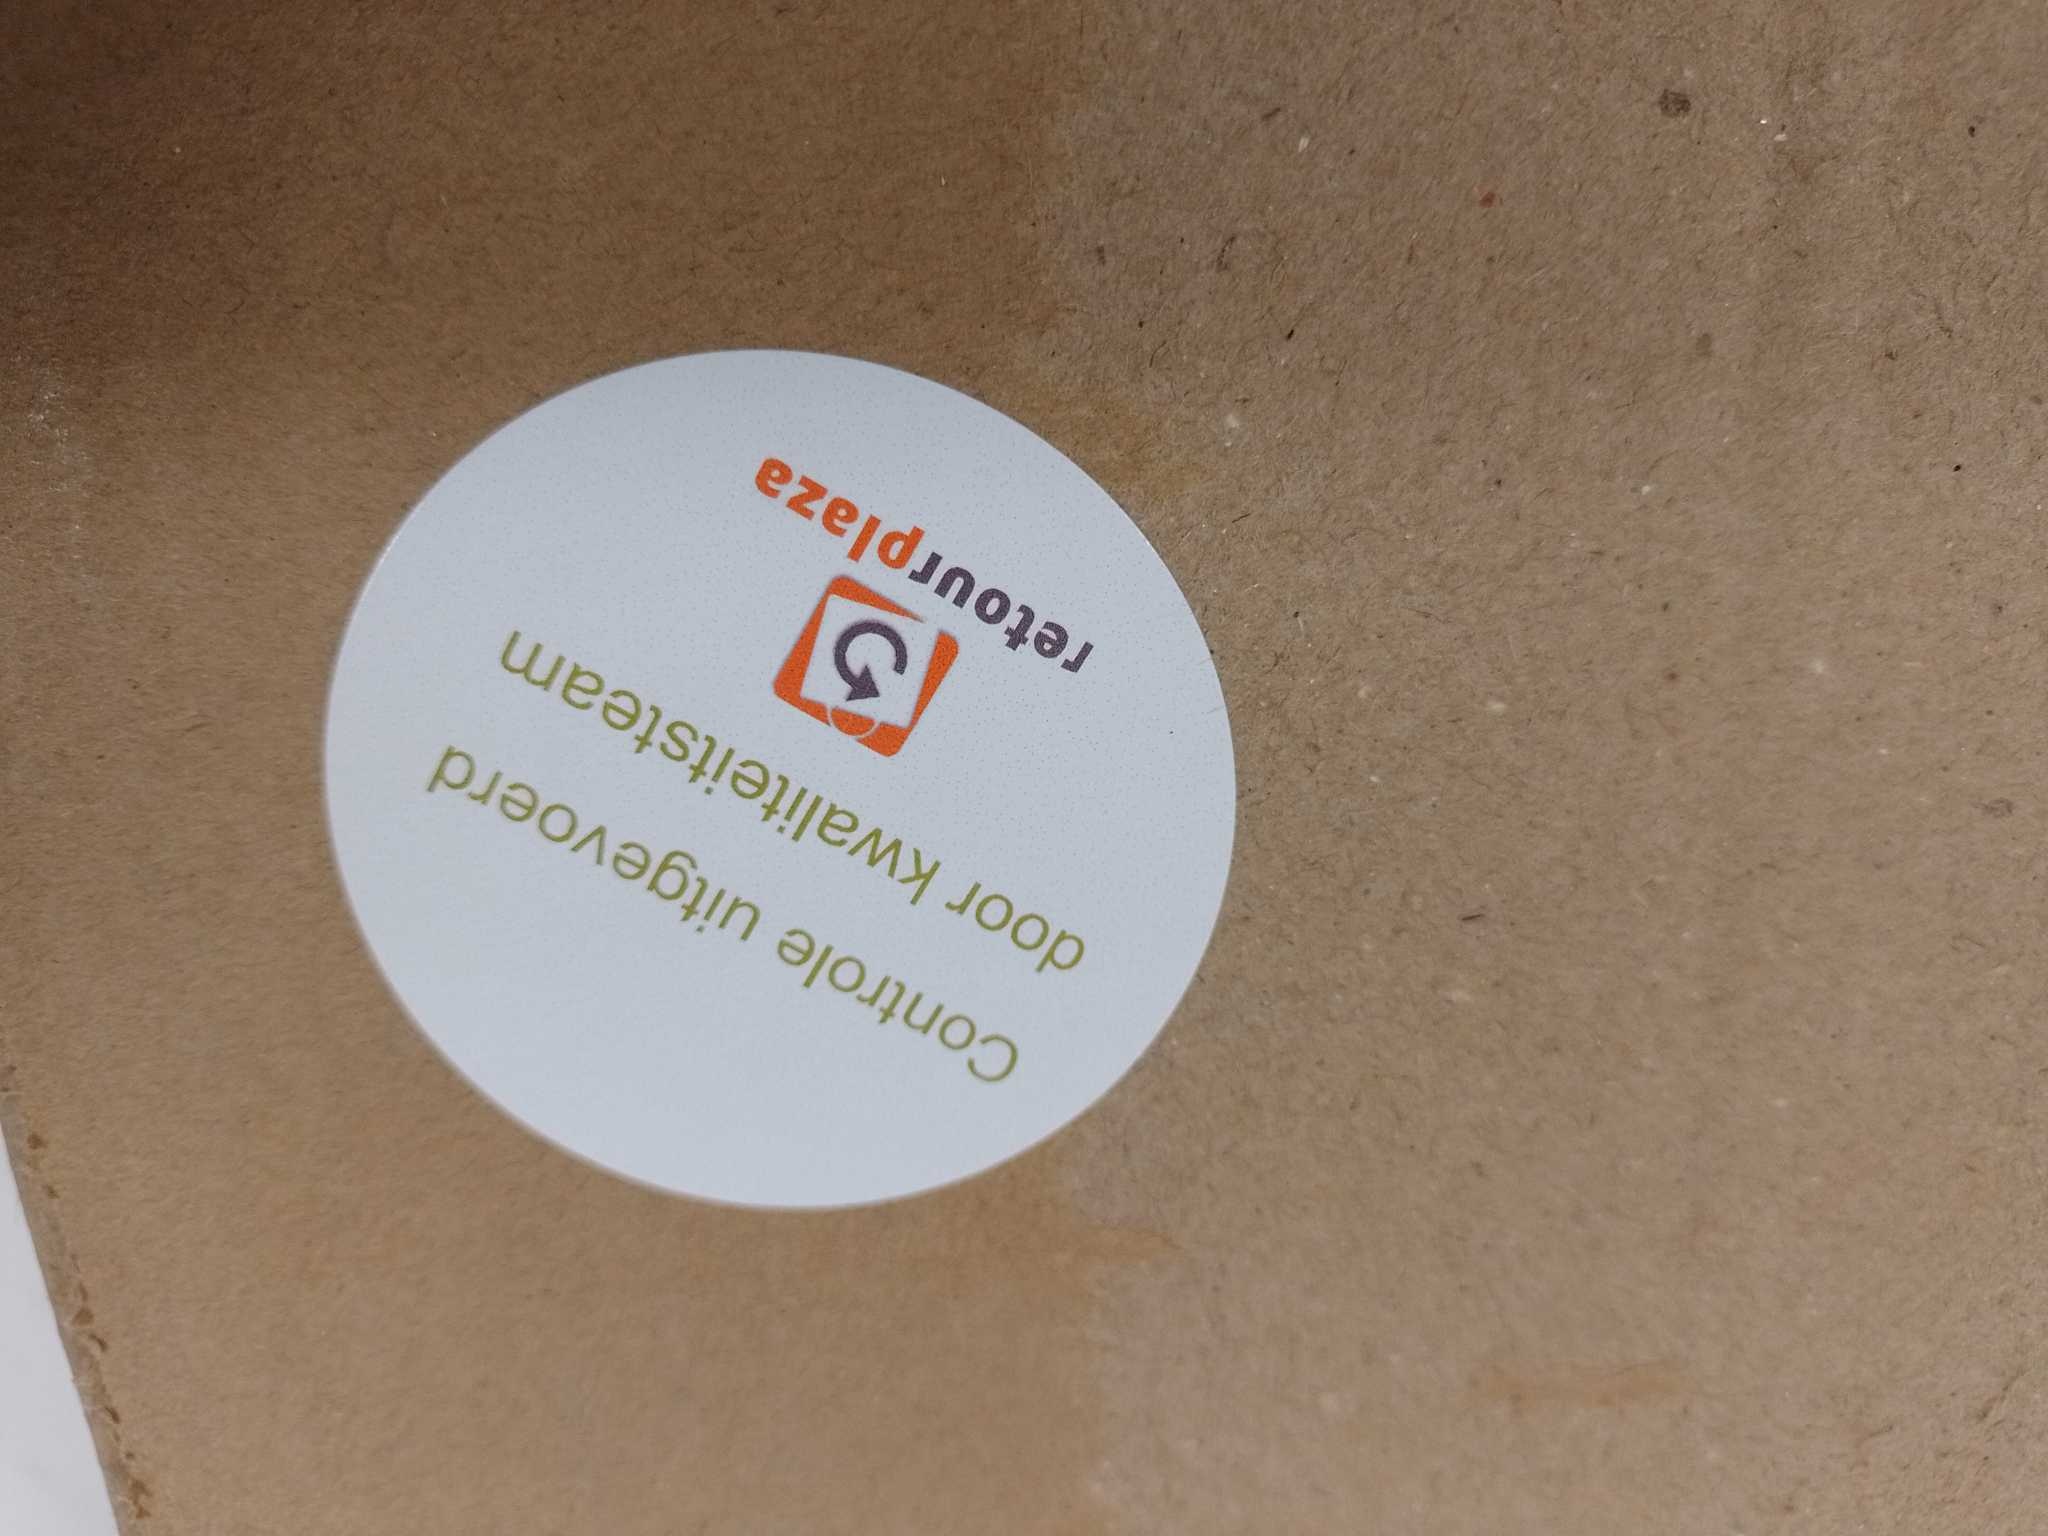 Controle uitgevoerd
door kwaliteitsteam
retourplaza